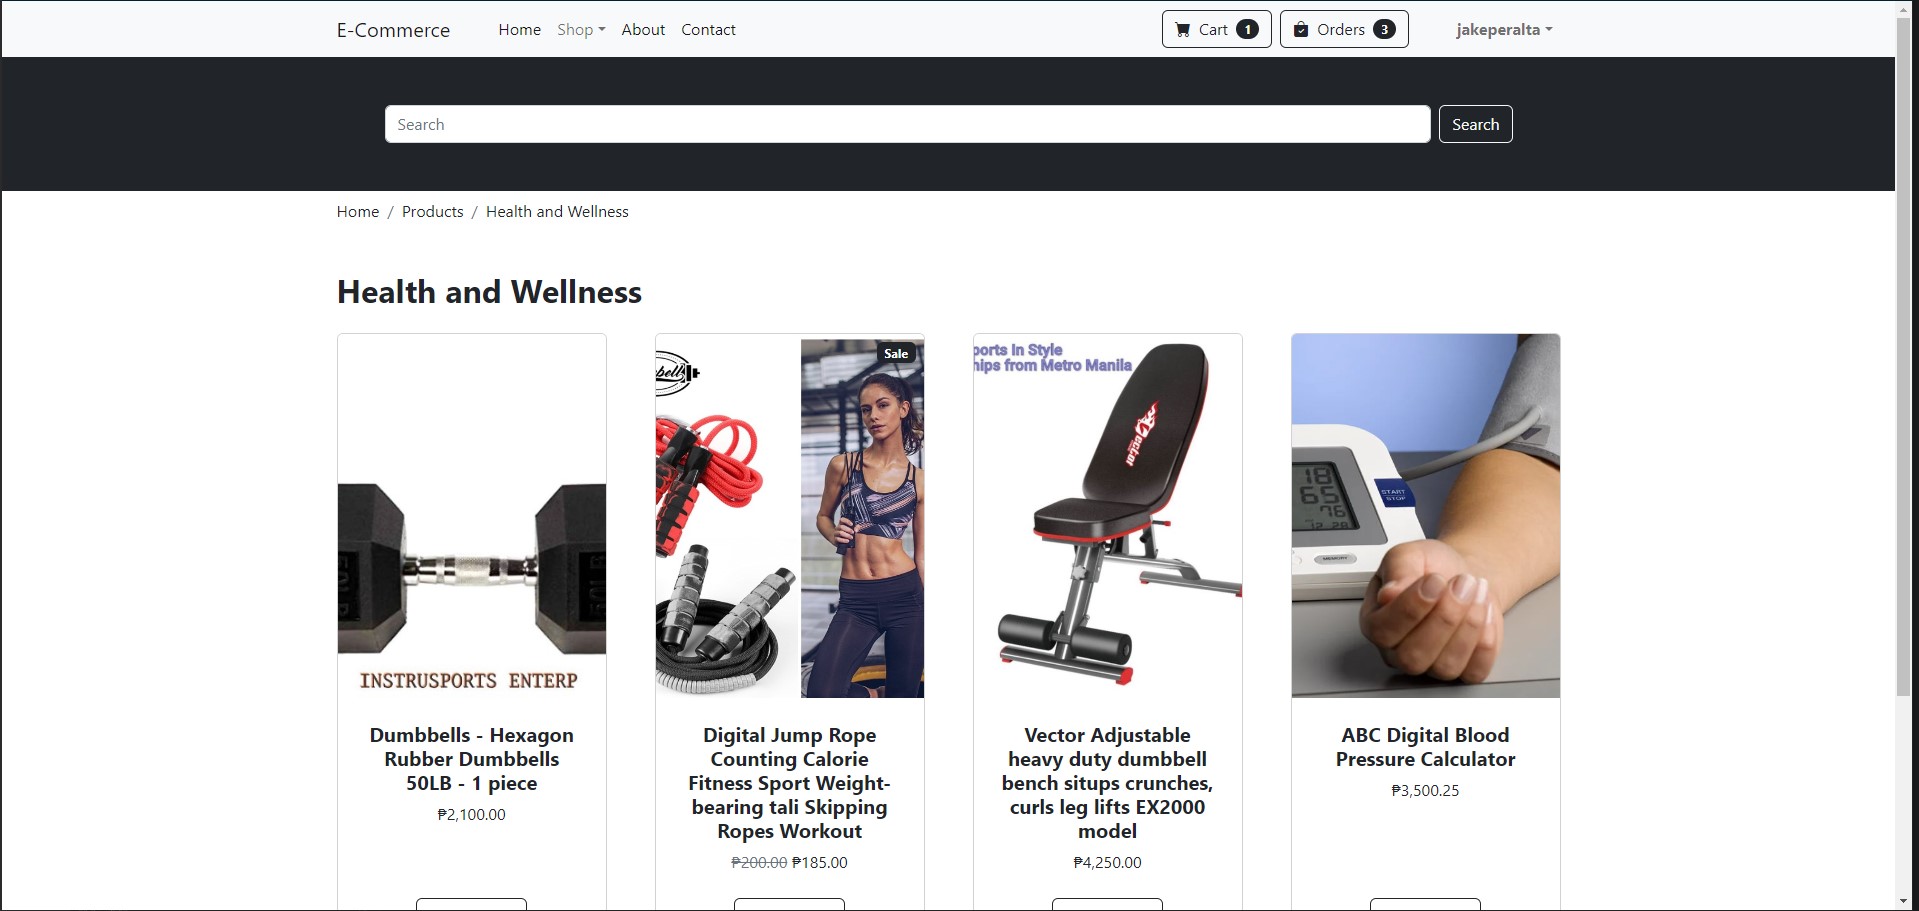 E-Commerce Home Shop About Contact Cart 1 Orders 3 jakeperalta
Search Search
Home / Products / Health and Wellness
Health and Wellness
INSTRUSPORTS ENTERP
Dumbbells - Hexagon
Rubber Dumbbells
50LB - 1 piece
₱2,100.00
Sale
Digital Jump Rope
Counting Calorie
Fitness Sport Weight-
bearing tali Skipping
Ropes Workout
₱200.00 ₱185.00
ports In Style
hips from Metro Manila
Vector
Vector Adjustable
heavy duty dumbbell
bench situps crunches,
curls leg lifts EX2000
model
₱4,250.00
START
STOP
MEMORY
ABC Digital Blood
Pressure Calculator
₱3,500.25